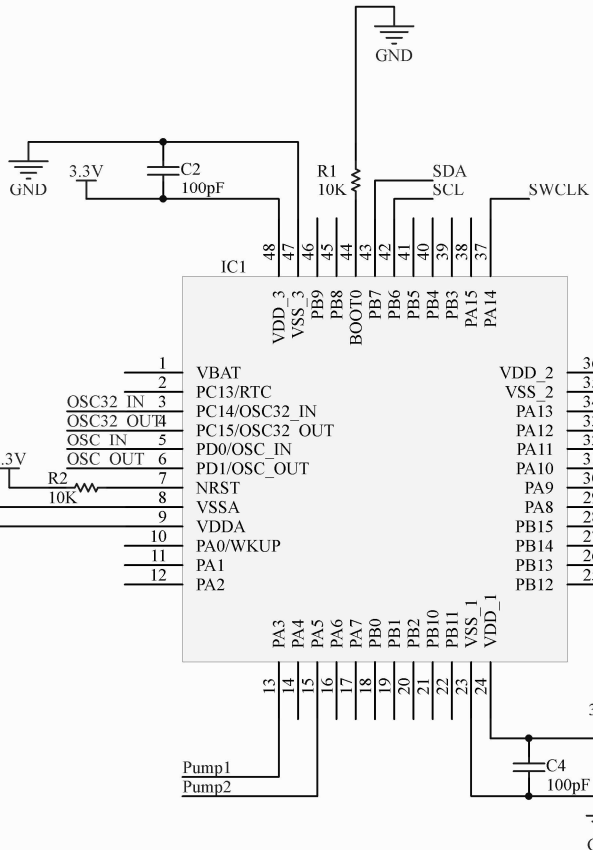 GND
GND
3.3V
C2
100pF
R1
10K
SDA
SCL
SWCLK
48
47
46
45
44
43
42
41
40
39
38
37
IC1
VDD_3
VSS_3
PB9
PB8
BOOT0
PB7
PB6
PB5
PB4
PB3
PA15
PA14
1 VBAT
2 PC13/RTC
OSC32_IN 3 PC14/OSC32_IN
OSC32_OUT 4 PC15/OSC32_OUT
OSC_IN 5 PD0/OSC_IN
OSC_OUT 6 PD1/OSC_OUT
.3V
R2
10K
7 NRST
8 VSSA
9 VDDA
10 PA0/WKUP
11 PA1
12 PA2
VDD_2
VSS_2
PA13
PA12
PA11
PA10
PA9
PA8
PB15
PB14
PB13
PB12
PA3
PA4
PA5
PA6
PA7
PB0
PB1
PB2
PB10
PB11
VSS_1
VDD_1
13
14
15
16
17
18
19
20
21
22
23
24
Pump1
Pump2
C4
100pF